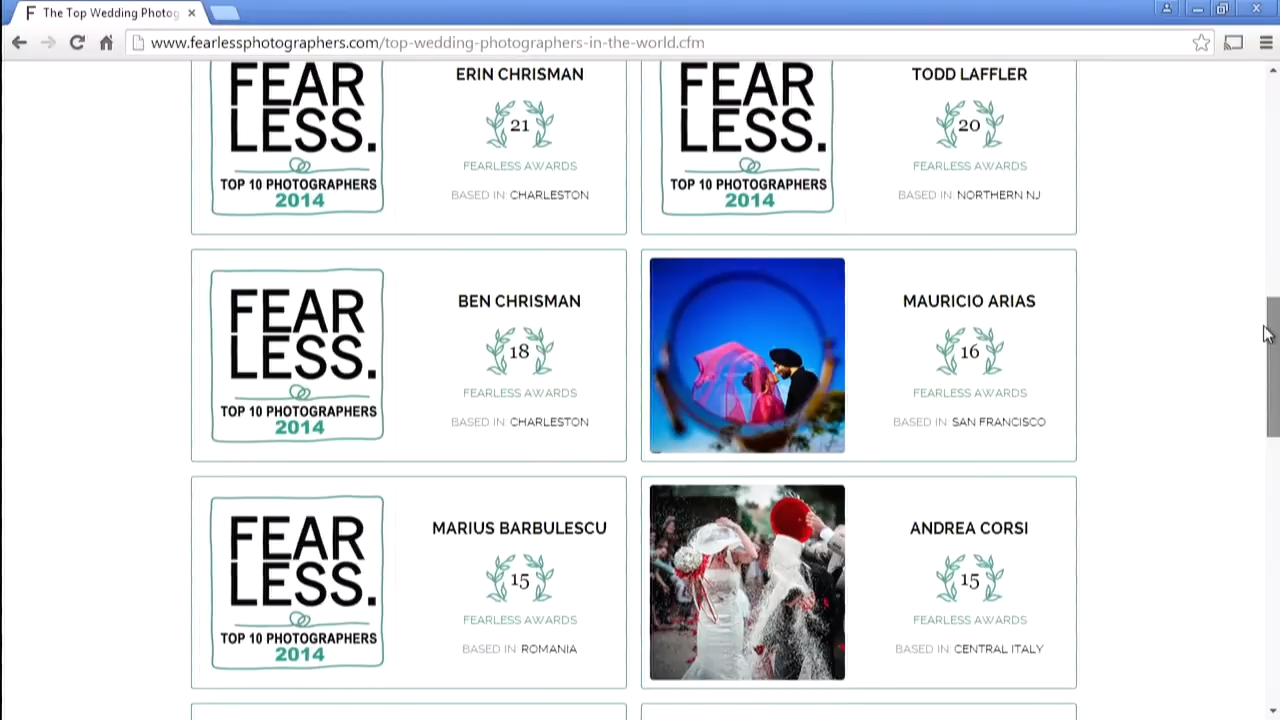 The Top Wedding Photog
www.fearlessphotographers.com/top-wedding-photographers-in-the-world.cfm
FEAR
LESS.
TOP 10 PHOTOGRAPHERS
2014
ERIN CHRISMAN
21
FEARLESS AWARDS
BASED IN CHARLESTON
FEAR
LESS.
TOP 10 PHOTOGRAPHERS
2014
TODD LAFFLER
20
FEARLESS AWARDS
BASED IN NORTHERN NJ
FEAR
LESS.
TOP 10 PHOTOGRAPHERS
2014
BEN CHRISMAN
18
FEARLESS AWARDS
BASED IN CHARLESTON
MAURICIO ARIAS
16
FEARLESS AWARDS
BASED IN SAN FRANCISCO
FEAR
LESS.
TOP 10 PHOTOGRAPHERS
2014
MARIUS BARBULESCU
15
FEARLESS AWARDS
BASED IN ROMANIA
ANDREA CORSI
15
FEARLESS AWARDS
BASED IN CENTRAL ITALY